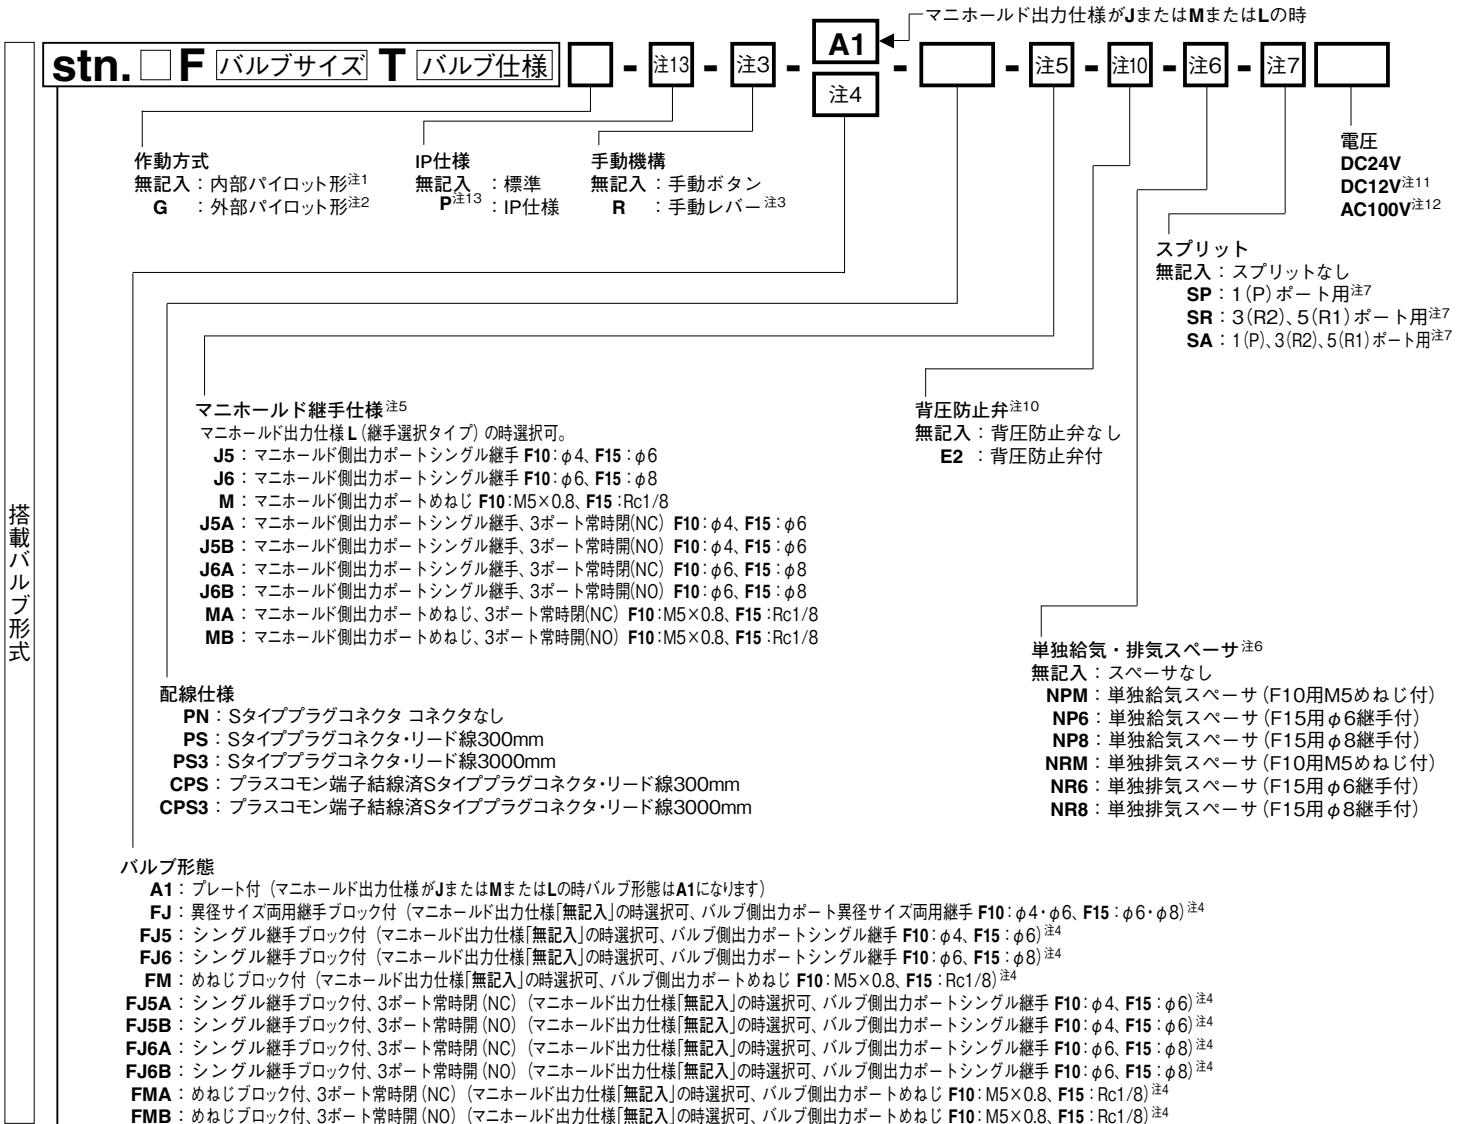 マニホールド出力仕様がJまたはMまたはLの時
stn. □ F バルブサイズ T バルブ仕様 □ - 注13 - 注3 - A1 - □ - 注5 - 注10 - 注6 - 注7 □
注4
作動方式
無記入：内部パイロット形注1
G ：外部パイロット形注2
IP仕様
無記入 ：標準
P注13 ：IP仕様
手動機構
無記入：手動ボタン
R ：手動レバー注3
電圧
DC24V
DC12V注11
AC100V注12
スプリット
無記入：スプリットなし
SP：1(P)ポート用注7
SR：3(R2)、5(R1)ポート用注7
SA：1(P)、3(R2)、5(R1)ポート用注7
マニホールド継手仕様注5
マニホールド出力仕様L（継手選択タイプ）の時選択可。
J5：マニホールド側出力ポートシングル継手 F10：φ4、F15：φ6
J6：マニホールド側出力ポートシングル継手 F10：φ6、F15：φ8
M：マニホールド側出力ポートめねじ F10：M5×0.8、F15：Rc1/8
J5A：マニホールド側出力ポートシングル継手、3ポート常時閉(NC) F10：φ4、F15：φ6
J5B：マニホールド側出力ポートシングル継手、3ポート常時開(NO) F10：φ4、F15：φ6
J6A：マニホールド側出力ポートシングル継手、3ポート常時閉(NC) F10：φ6、F15：φ8
J6B：マニホールド側出力ポートシングル継手、3ポート常時開(NO) F10：φ6、F15：φ8
MA：マニホールド側出力ポートめねじ、3ポート常時閉(NC) F10：M5×0.8、F15：Rc1/8
MB：マニホールド側出力ポートめねじ、3ポート常時開(NO) F10：M5×0.8、F15：Rc1/8
背圧防止弁注10
無記入：背圧防止弁なし
E2 ：背圧防止弁付
搭載バルブ形式
単独給気・排気スペーサ注6
無記入：スペーサなし
NPM：単独給気スペーサ（F10用M5めねじ付）
NP6：単独給気スペーサ（F15用φ6継手付）
NP8：単独給気スペーサ（F15用φ8継手付）
NRM：単独排気スペーサ（F10用M5めねじ付）
NR6：単独排気スペーサ（F15用φ6継手付）
NR8：単独排気スペーサ（F15用φ8継手付）
配線仕様
PN：Sタイププラグコネクタ コネクタなし
PS：Sタイププラグコネクタ・リード線300mm
PS3：Sタイププラグコネクタ・リード線3000mm
CPS：プラスコモン端子結線済Sタイププラグコネクタ・リード線300mm
CPS3：プラスコモン端子結線済Sタイププラグコネクタ・リード線3000mm
バルブ形態
A1：プレート付（マニホールド出力仕様がJまたはMまたはLの時バルブ形態はA1になります）
FJ：異径サイズ両用継手ブロック付（マニホールド出力仕様「無記入」の時選択可、バルブ側出力ポート異径サイズ両用継手 F10：φ4・φ6、F15：φ6・φ8）注4
FJ5：シングル継手ブロック付（マニホールド出力仕様「無記入」の時選択可、バルブ側出力ポートシングル継手 F10：φ4、F15：φ6）注4
FJ6：シングル継手ブロック付（マニホールド出力仕様「無記入」の時選択可、バルブ側出力ポートシングル継手 F10：φ6、F15：φ8）注4
FM：めねじブロック付（マニホールド出力仕様「無記入」の時選択可、バルブ側出力ポートめねじ F10：M5×0.8、F15：Rc1/8）注4
FJ5A：シングル継手ブロック付、3ポート常時閉（NC）（マニホールド出力仕様「無記入」の時選択可、バルブ側出力ポートシングル継手 F10：φ4、F15：φ6）注4
FJ5B：シングル継手ブロック付、3ポート常時開（NO）（マニホールド出力仕様「無記入」の時選択可、バルブ側出力ポートシングル継手 F10：φ4、F15：φ6）注4
FJ6A：シングル継手ブロック付、3ポート常時閉（NC）（マニホールド出力仕様「無記入」の時選択可、バルブ側出力ポートシングル継手 F10：φ6、F15：φ8）注4
FJ6B：シングル継手ブロック付、3ポート常時開（NO）（マニホールド出力仕様「無記入」の時選択可、バルブ側出力ポートシングル継手 F10：φ6、F15：φ8）注4
FMA：めねじブロック付、3ポート常時閉（NC）（マニホールド出力仕様「無記入」の時選択可、バルブ側出力ポートめねじ F10：M5×0.8、F15：Rc1/8）注4
FMB：めねじブロック付、3ポート常時開（NO）（マニホールド出力仕様「無記入」の時選択可、バルブ側出力ポートめねじ F10：M5×0.8、F15：Rc1/8）注4